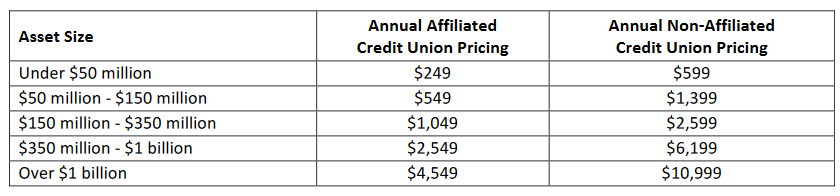 Asset Size Annual Affiliated Credit Union Pricing Annual Non-Affiliated Credit Union Pricing
Under $50 million $249 $599
$50 million - $150 million $549 $1,399
$150 million - $350 million $1,049 $2,599
$350 million - $1 billion $2,549 $6,199
Over $1 billion $4,549 $10,999